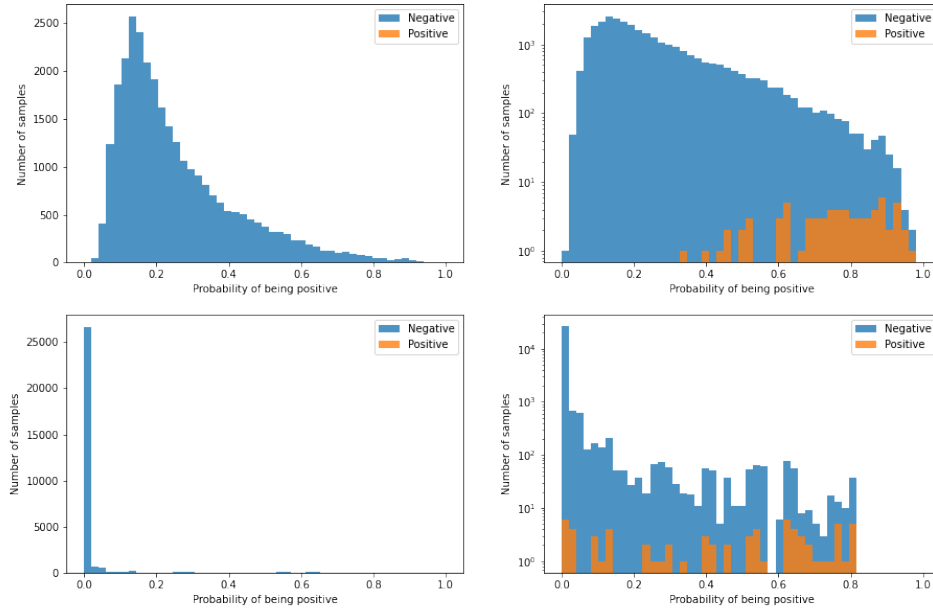 2500
2000
1500
1000
500
0
Number of samples
0.0 0.2 0.4 0.6 0.8 1.0
Probability of being positive
Negative
Positive
10³
10²
10¹
10⁰
Number of samples
0.0 0.2 0.4 0.6 0.8 1.0
Probability of being positive
Negative
Positive
25000
20000
15000
10000
5000
0
Number of samples
0.0 0.2 0.4 0.6 0.8 1.0
Probability of being positive
Negative
Positive
10⁴
10³
10²
10¹
10⁰
Number of samples
0.0 0.2 0.4 0.6 0.8 1.0
Probability of being positive
Negative
Positive